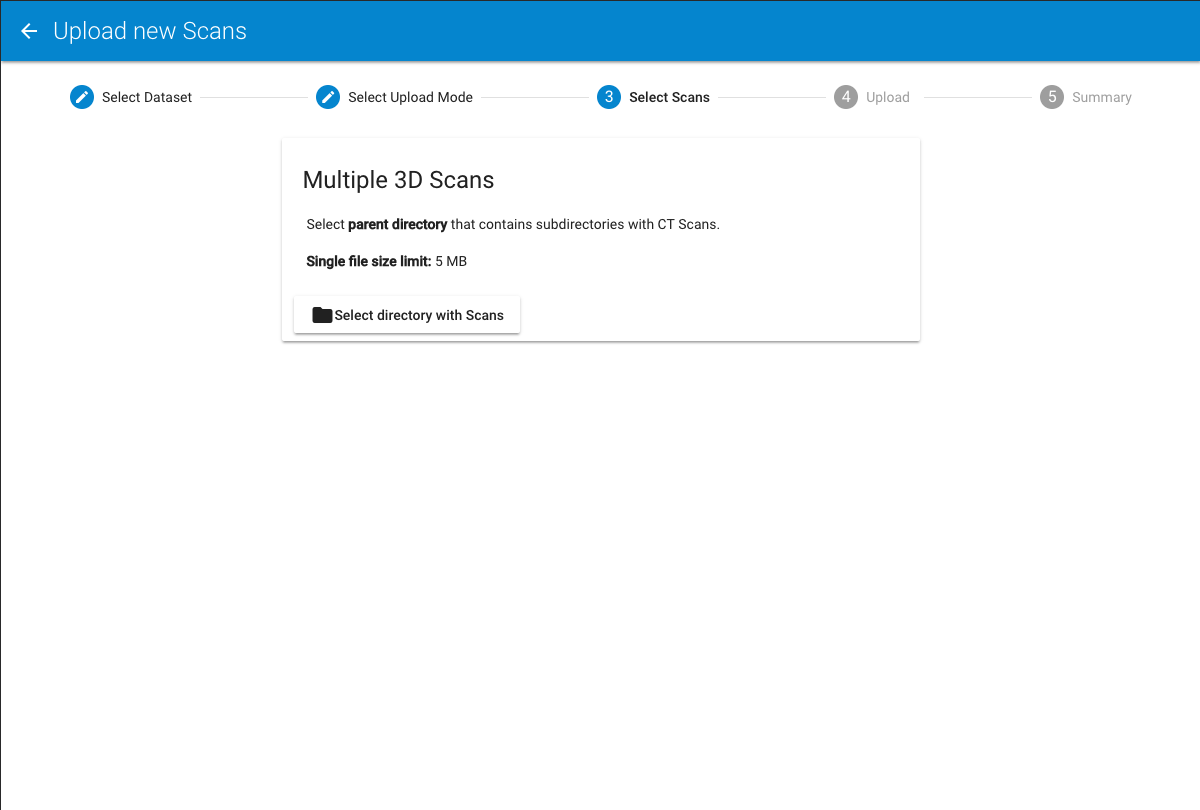 Upload new Scans
Select Dataset
Select Upload Mode
3 Select Scans
4 Upload
5 Summary
Multiple 3D Scans
Select parent directory that contains subdirectories with CT Scans.
Single file size limit: 5 MB
Select directory with Scans